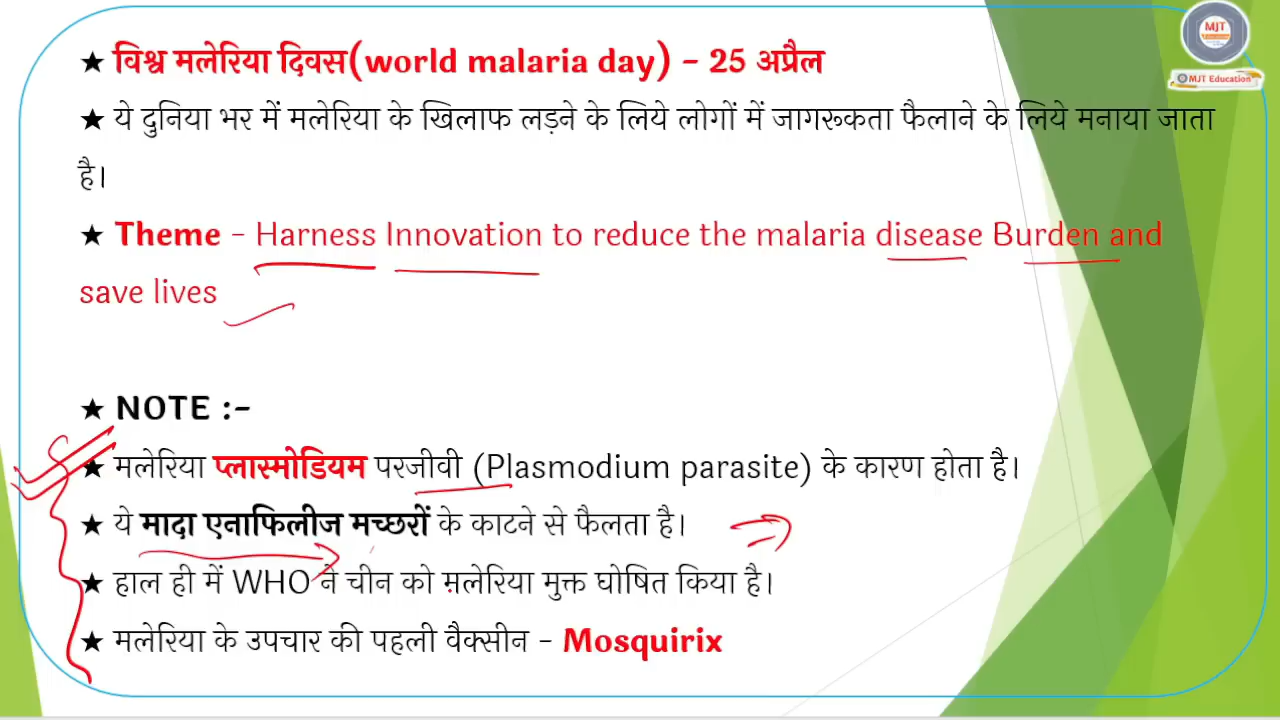 MJT
MJT Education
★ विश्व मलेरिया दिवस(world malaria day) - 25 अप्रैल
★ ये दुनिया भर में मलेरिया के खिलाफ लड़ने के लिये लोगों में जागरूकता फैलाने के लिये मनाया जाता
है।
★ Theme - Harness Innovation to reduce the malaria disease Burden and
save lives
★ NOTE :-
★ मलेरिया प्लास्मोडियम परजीवी (Plasmodium parasite) के कारण होता है।
★ ये मादा एनाफिलीज मच्छरों के काटने से फैलता है।
★ हाल ही में WHO ने चीन को मलेरिया मुक्त घोषित किया है।
★ मलेरिया के उपचार की पहली वैक्सीन - Mosquirix